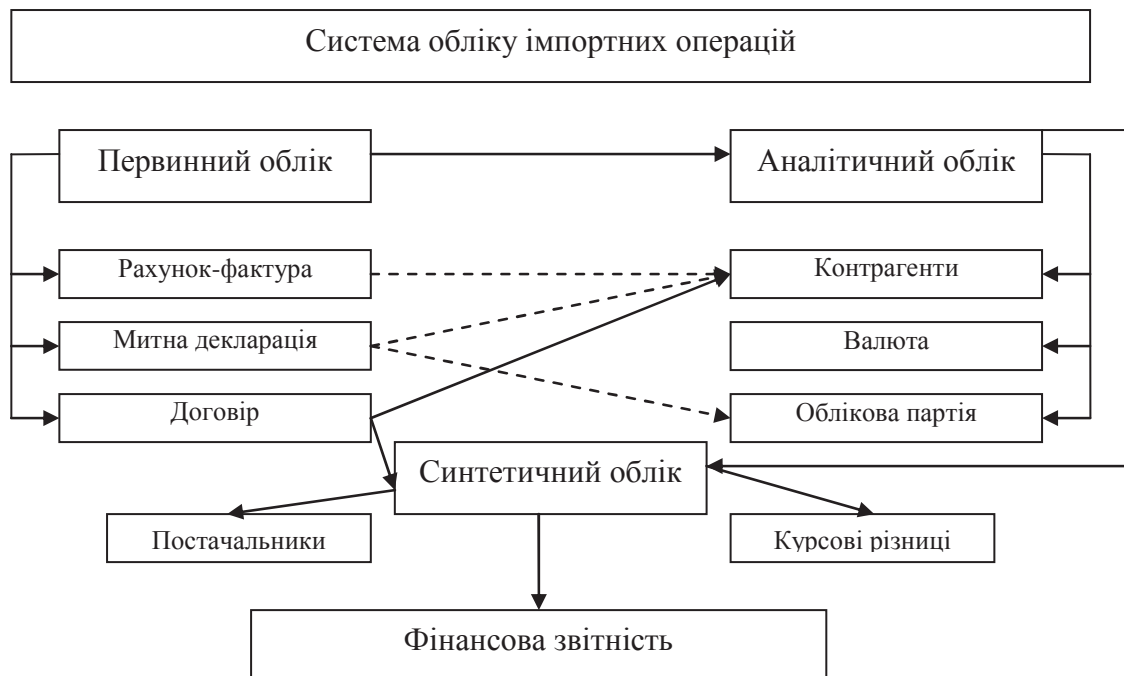 Система обліку імпортних операцій
Первинний облік
Аналітичний облік
Рахунок-фактура
Контрагенти
Митна декларація
Валюта
Договір
Облікова партія
Синтетичний облік
Постачальники
Курсові різниці
Фінансова звітність